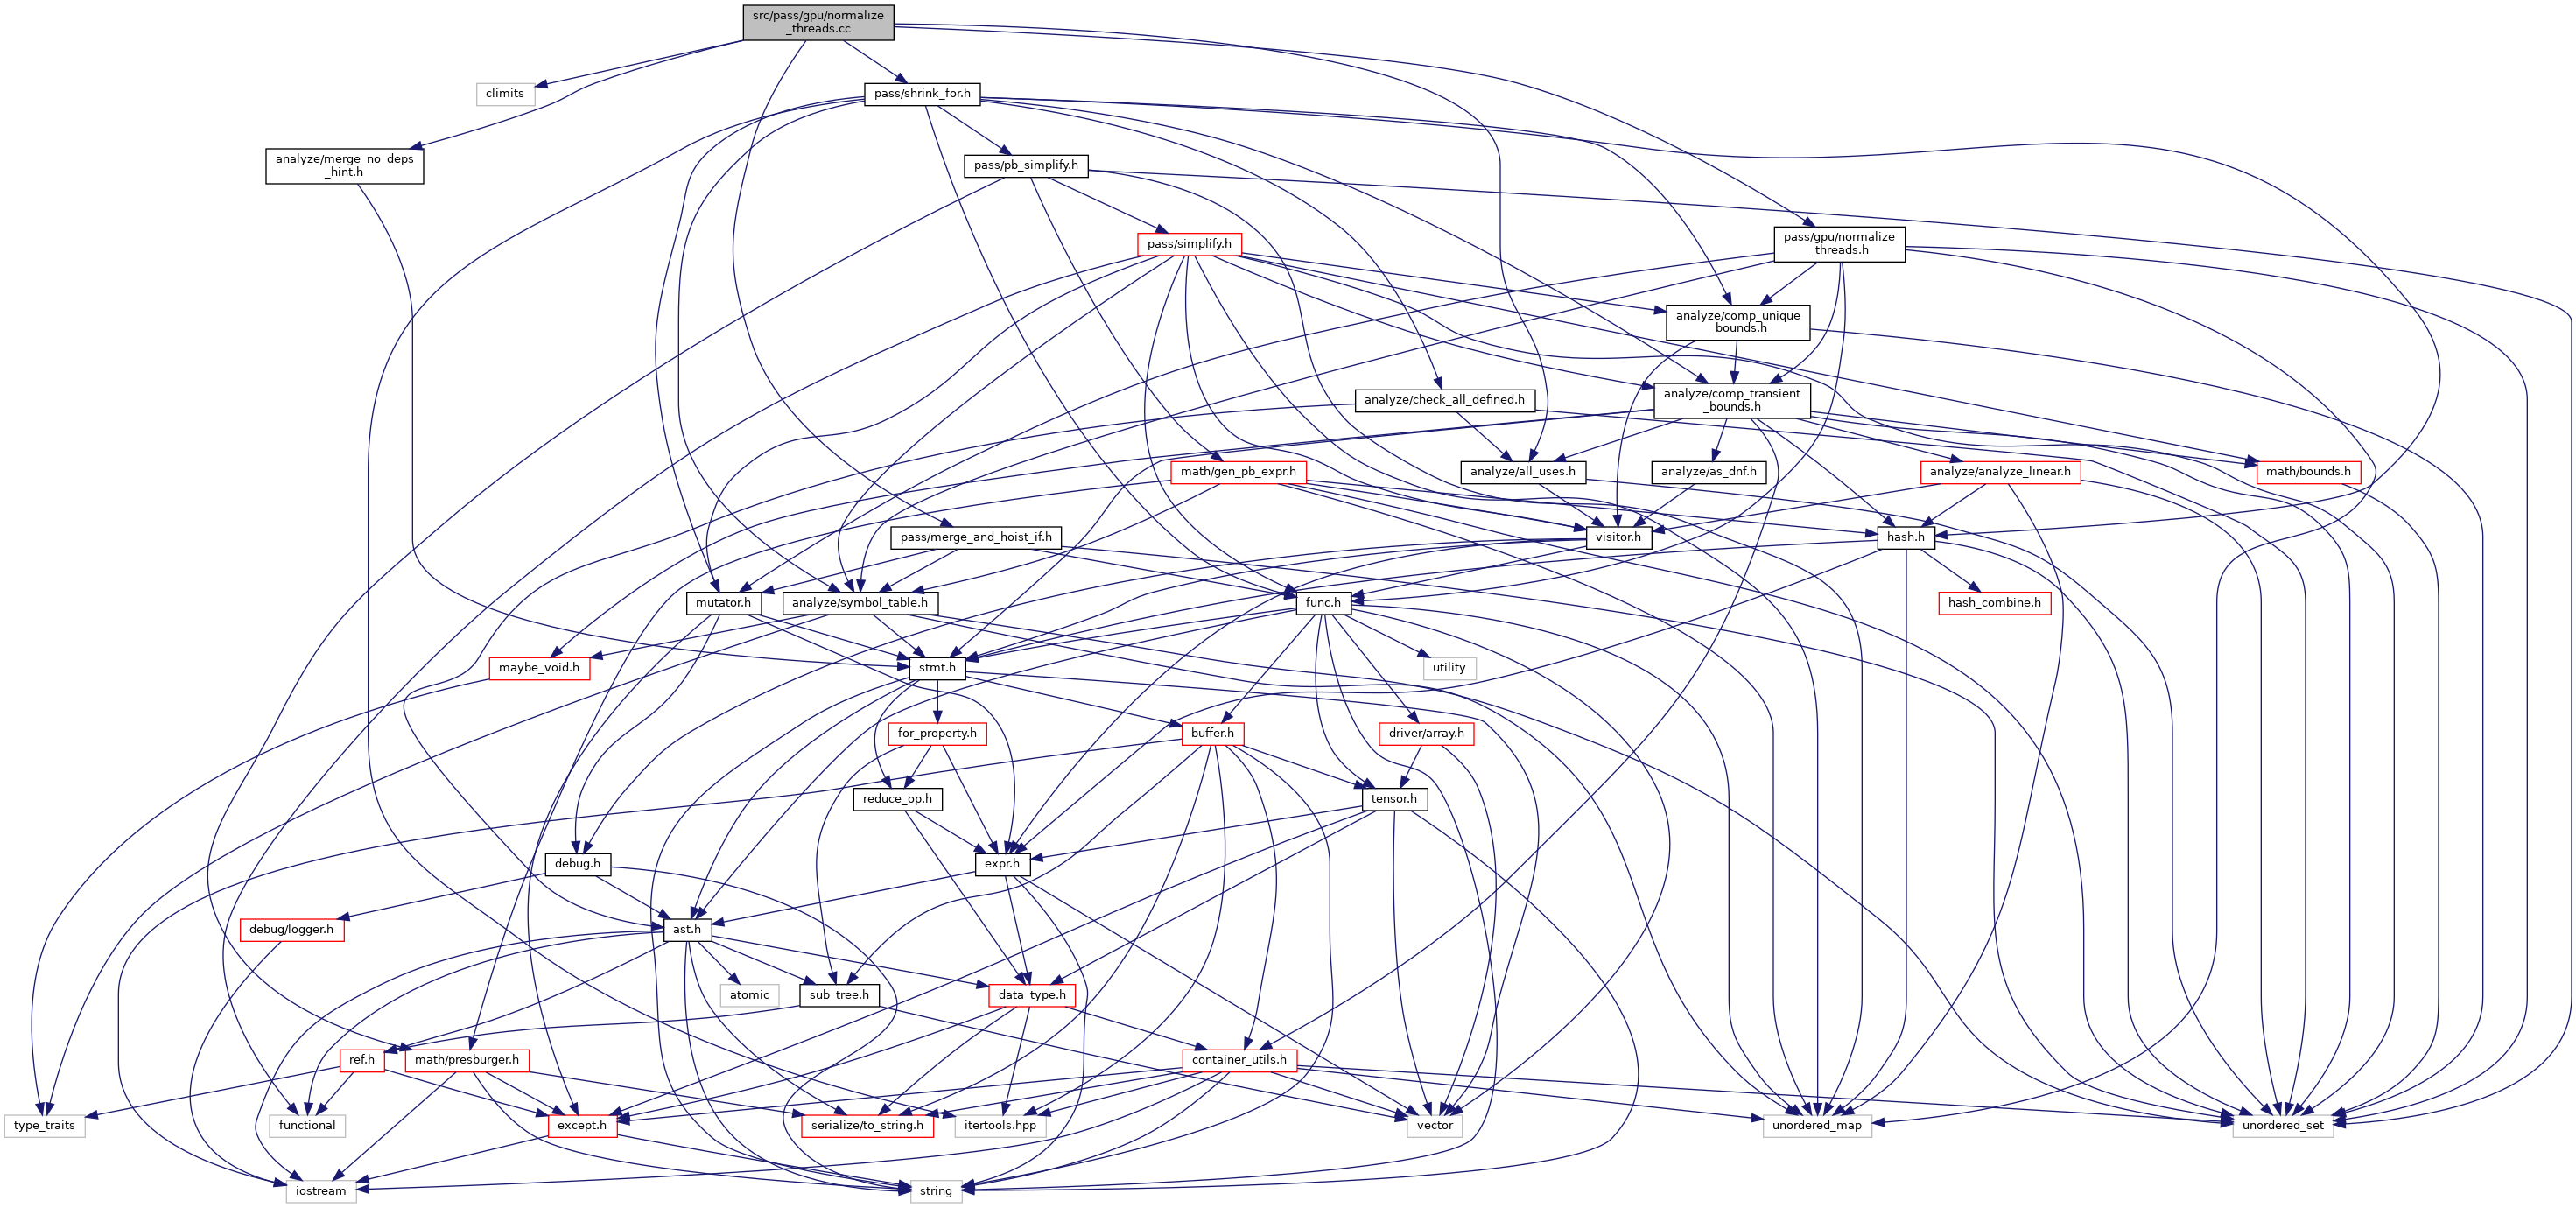 src/pass/gpu/normalize
_threads.cc
climits
pass/shrink_for.h
analyze/merge_no_deps
_hint.h
pass/pb_simplify.h
pass/simplify.h
pass/gpu/normalize
_threads.h
analyze/comp_unique
_bounds.h
analyze/check_all_defined.h
analyze/comp_transient
_bounds.h
math/gen_pb_expr.h
analyze/all_uses.h
analyze/as_dnf.h
analyze/analyze_linear.h
math/bounds.h
pass/merge_and_hoist_if.h
visitor.h
hash.h
mutator.h
analyze/symbol_table.h
func.h
hash_combine.h
maybe_void.h
stmt.h
utility
for_property.h
buffer.h
driver/array.h
reduce_op.h
tensor.h
debug.h
expr.h
debug/logger.h
ast.h
atomic
sub_tree.h
data_type.h
ref.h
math/presburger.h
container_utils.h
type_traits
functional
except.h
serialize/to_string.h
itertools.hpp
vector
unordered_map
unordered_set
iostream
string